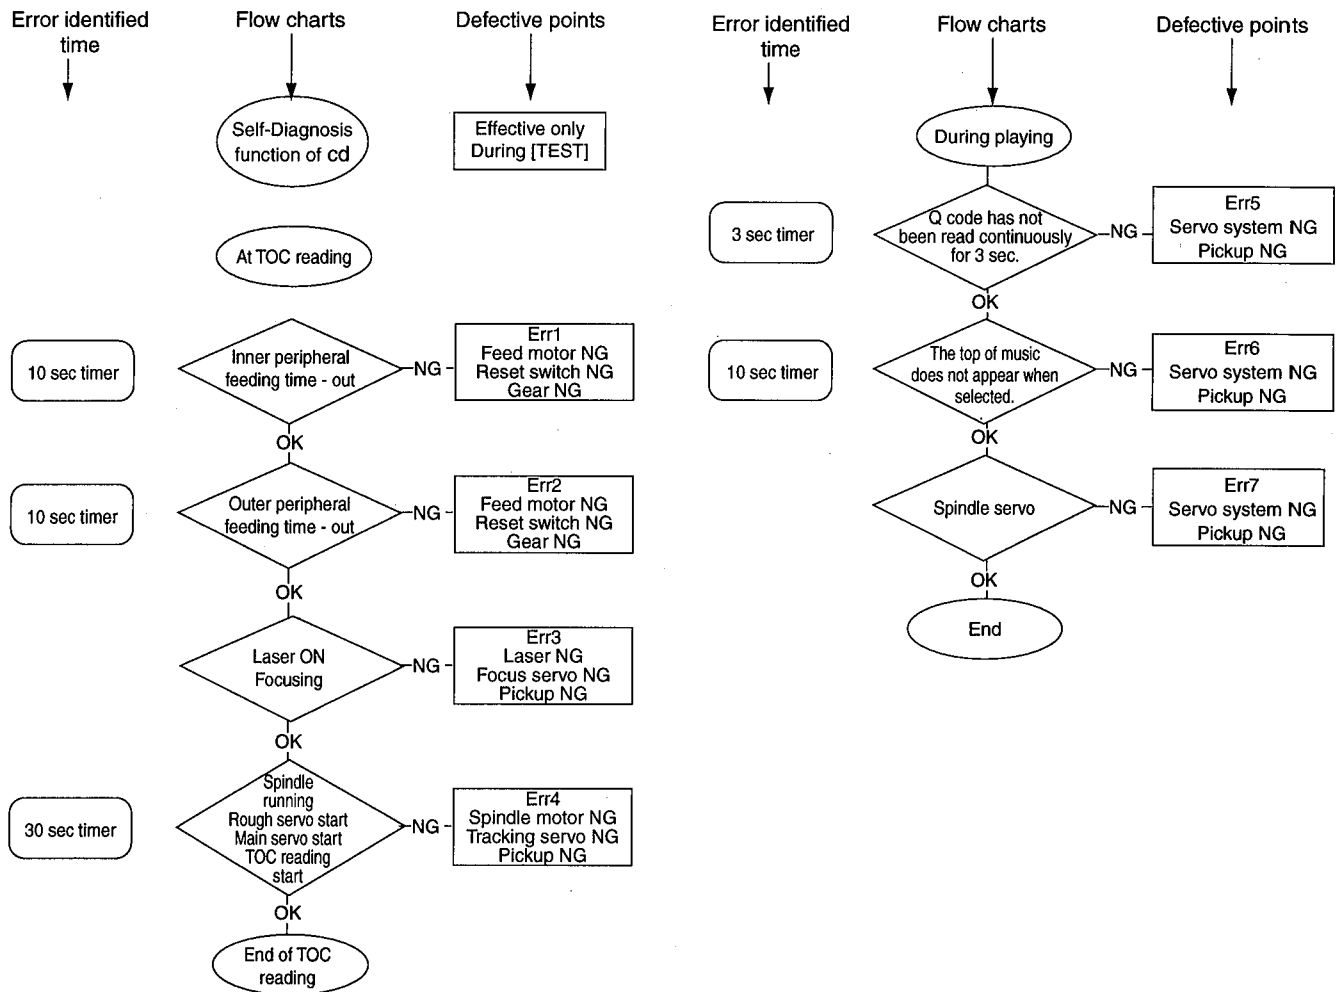 Error identified
time
Flow charts
Defective points
Self-Diagnosis
function of cd
Effective only
During [TEST]
At TOC reading
10 sec timer
Inner peripheral
feeding time - out
NG
Err1
Feed motor NG
Reset switch NG
Gear NG
OK
10 sec timer
Outer peripheral
feeding time - out
NG
Err2
Feed motor NG
Reset switch NG
Gear NG
OK
Laser ON
Focusing
NG
Err3
Laser NG
Focus servo NG
Pickup NG
OK
30 sec timer
Spindle
running
Rough servo start
Main servo start
TOC reading
start
NG
Err4
Spindle motor NG
Tracking servo NG
Pickup NG
OK
End of TOC
reading
Error identified
time
Flow charts
Defective points
During playing
3 sec timer
Q code has not
been read continuously
for 3 sec.
NG
Err5
Servo system NG
Pickup NG
OK
10 sec timer
The top of music
does not appear when
selected.
NG
Err6
Servo system NG
Pickup NG
OK
Spindle servo
NG
Err7
Servo system NG
Pickup NG
OK
End